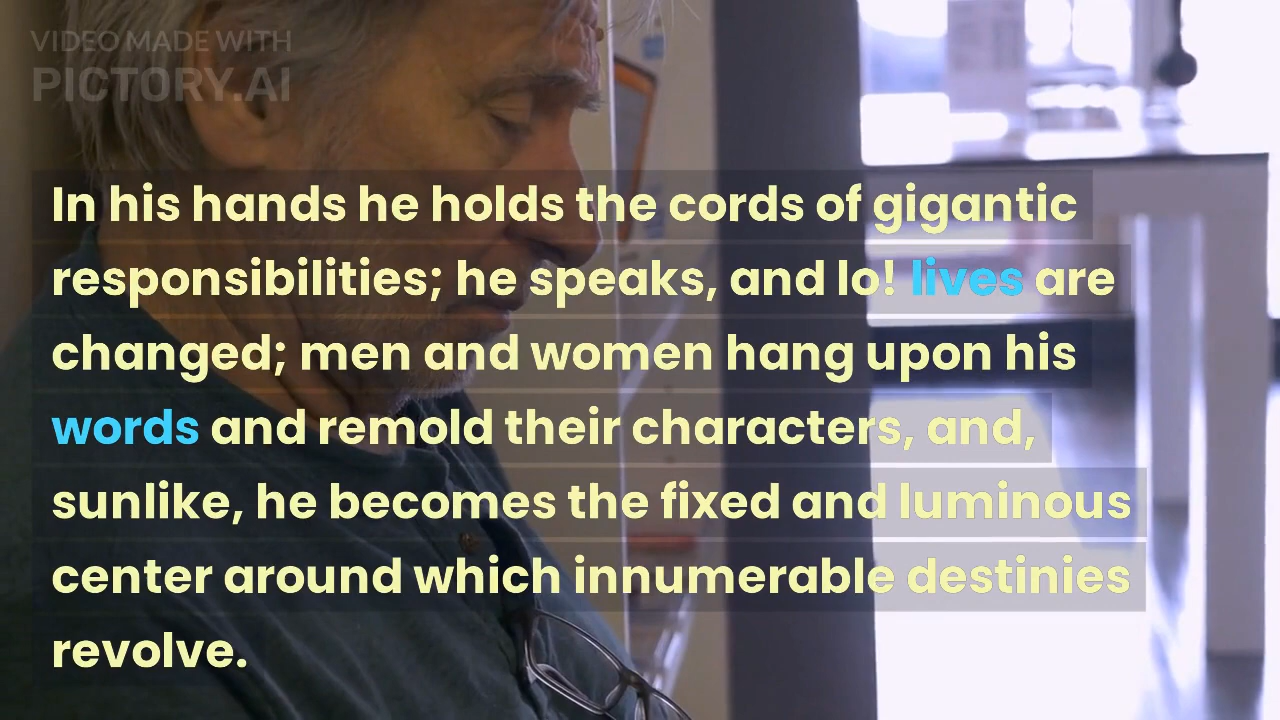 VIDEO MADE WITH
PICTORY.AI
In his hands he holds the cords of gigantic
responsibilities; he speaks, and lo! lives are
changed; men and women hang upon his
words and remold their characters, and,
sunlike, he becomes the fixed and luminous
center around which innumerable destinies
revolve.